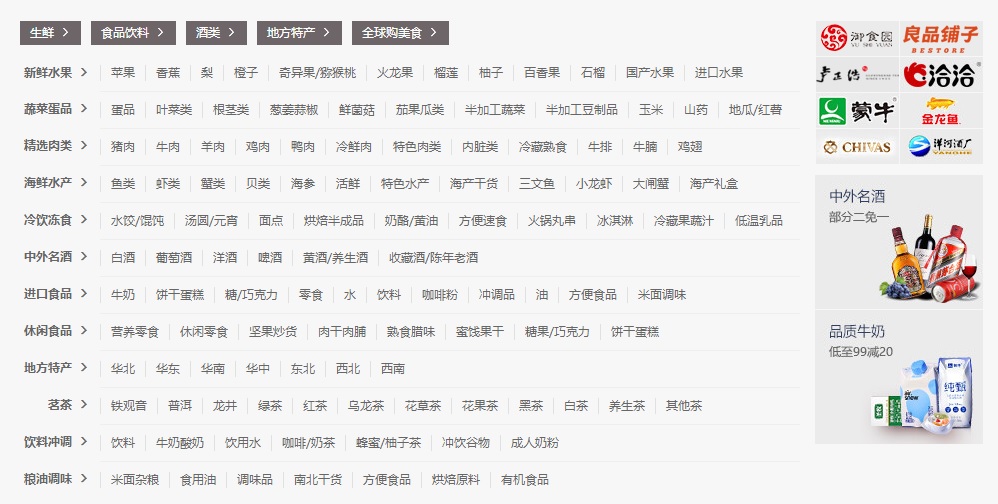 生鲜 > 食品饮料 > 酒类 > 地方特产 > 全球购美食 >
新鲜水果 > 苹果 香蕉 梨 橙子 奇异果/猕猴桃 火龙果 榴莲 柚子 百香果 石榴 国产水果 进口水果
蔬菜蛋品 > 蛋品 叶菜类 根茎类 葱姜蒜椒 鲜菌菇 茄果瓜类 半加工蔬菜 半加工豆制品 玉米 山药 地瓜/红薯
精选肉类 > 猪肉 牛肉 羊肉 鸡肉 鸭肉 冷鲜肉 特色肉类 内脏类 冷藏熟食 牛排 牛腩 鸡翅
海鲜水产 > 鱼类 虾类 蟹类 贝类 海参 活鲜 特色水产 海产干货 三文鱼 小龙虾 大闸蟹 海产礼盒
冷饮冻食 > 水饺/馄饨 汤圆/元宵 面点 烘焙半成品 奶酪/黄油 方便速食 火锅丸串 冰淇淋 冷藏果蔬汁 低温乳品
中外名酒 > 白酒 葡萄酒 洋酒 啤酒 黄酒/养生酒 收藏酒/陈年老酒
进口食品 > 牛奶 饼干蛋糕 糖/巧克力 零食 水 饮料 咖啡粉 冲调品 油 方便食品 米面调味
休闲食品 > 营养零食 休闲零食 坚果炒货 肉干肉脯 熟食腊味 蜜饯果干 糖果/巧克力 饼干蛋糕
地方特产 > 华北 华东 华南 华中 东北 西北 西南
茗茶 > 铁观音 普洱 龙井 绿茶 红茶 乌龙茶 花草茶 花果茶 黑茶 白茶 养生茶 其他茶
饮料冲调 > 饮料 牛奶酸奶 饮用水 咖啡/奶茶 蜂蜜/柚子茶 冲饮谷物 成人奶粉
粮油调味 > 米面杂粮 食用油 调味品 南北干货 方便食品 烘焙原料 有机食品
御食园 YU SHI YUAN
良品铺子 BESTORE
卢正浩
洽洽
蒙牛
金龙鱼
CHIVAS
洋河酒厂 YANGHE
中外名酒
部分二免一
品质牛奶
低至99减20
纯甄